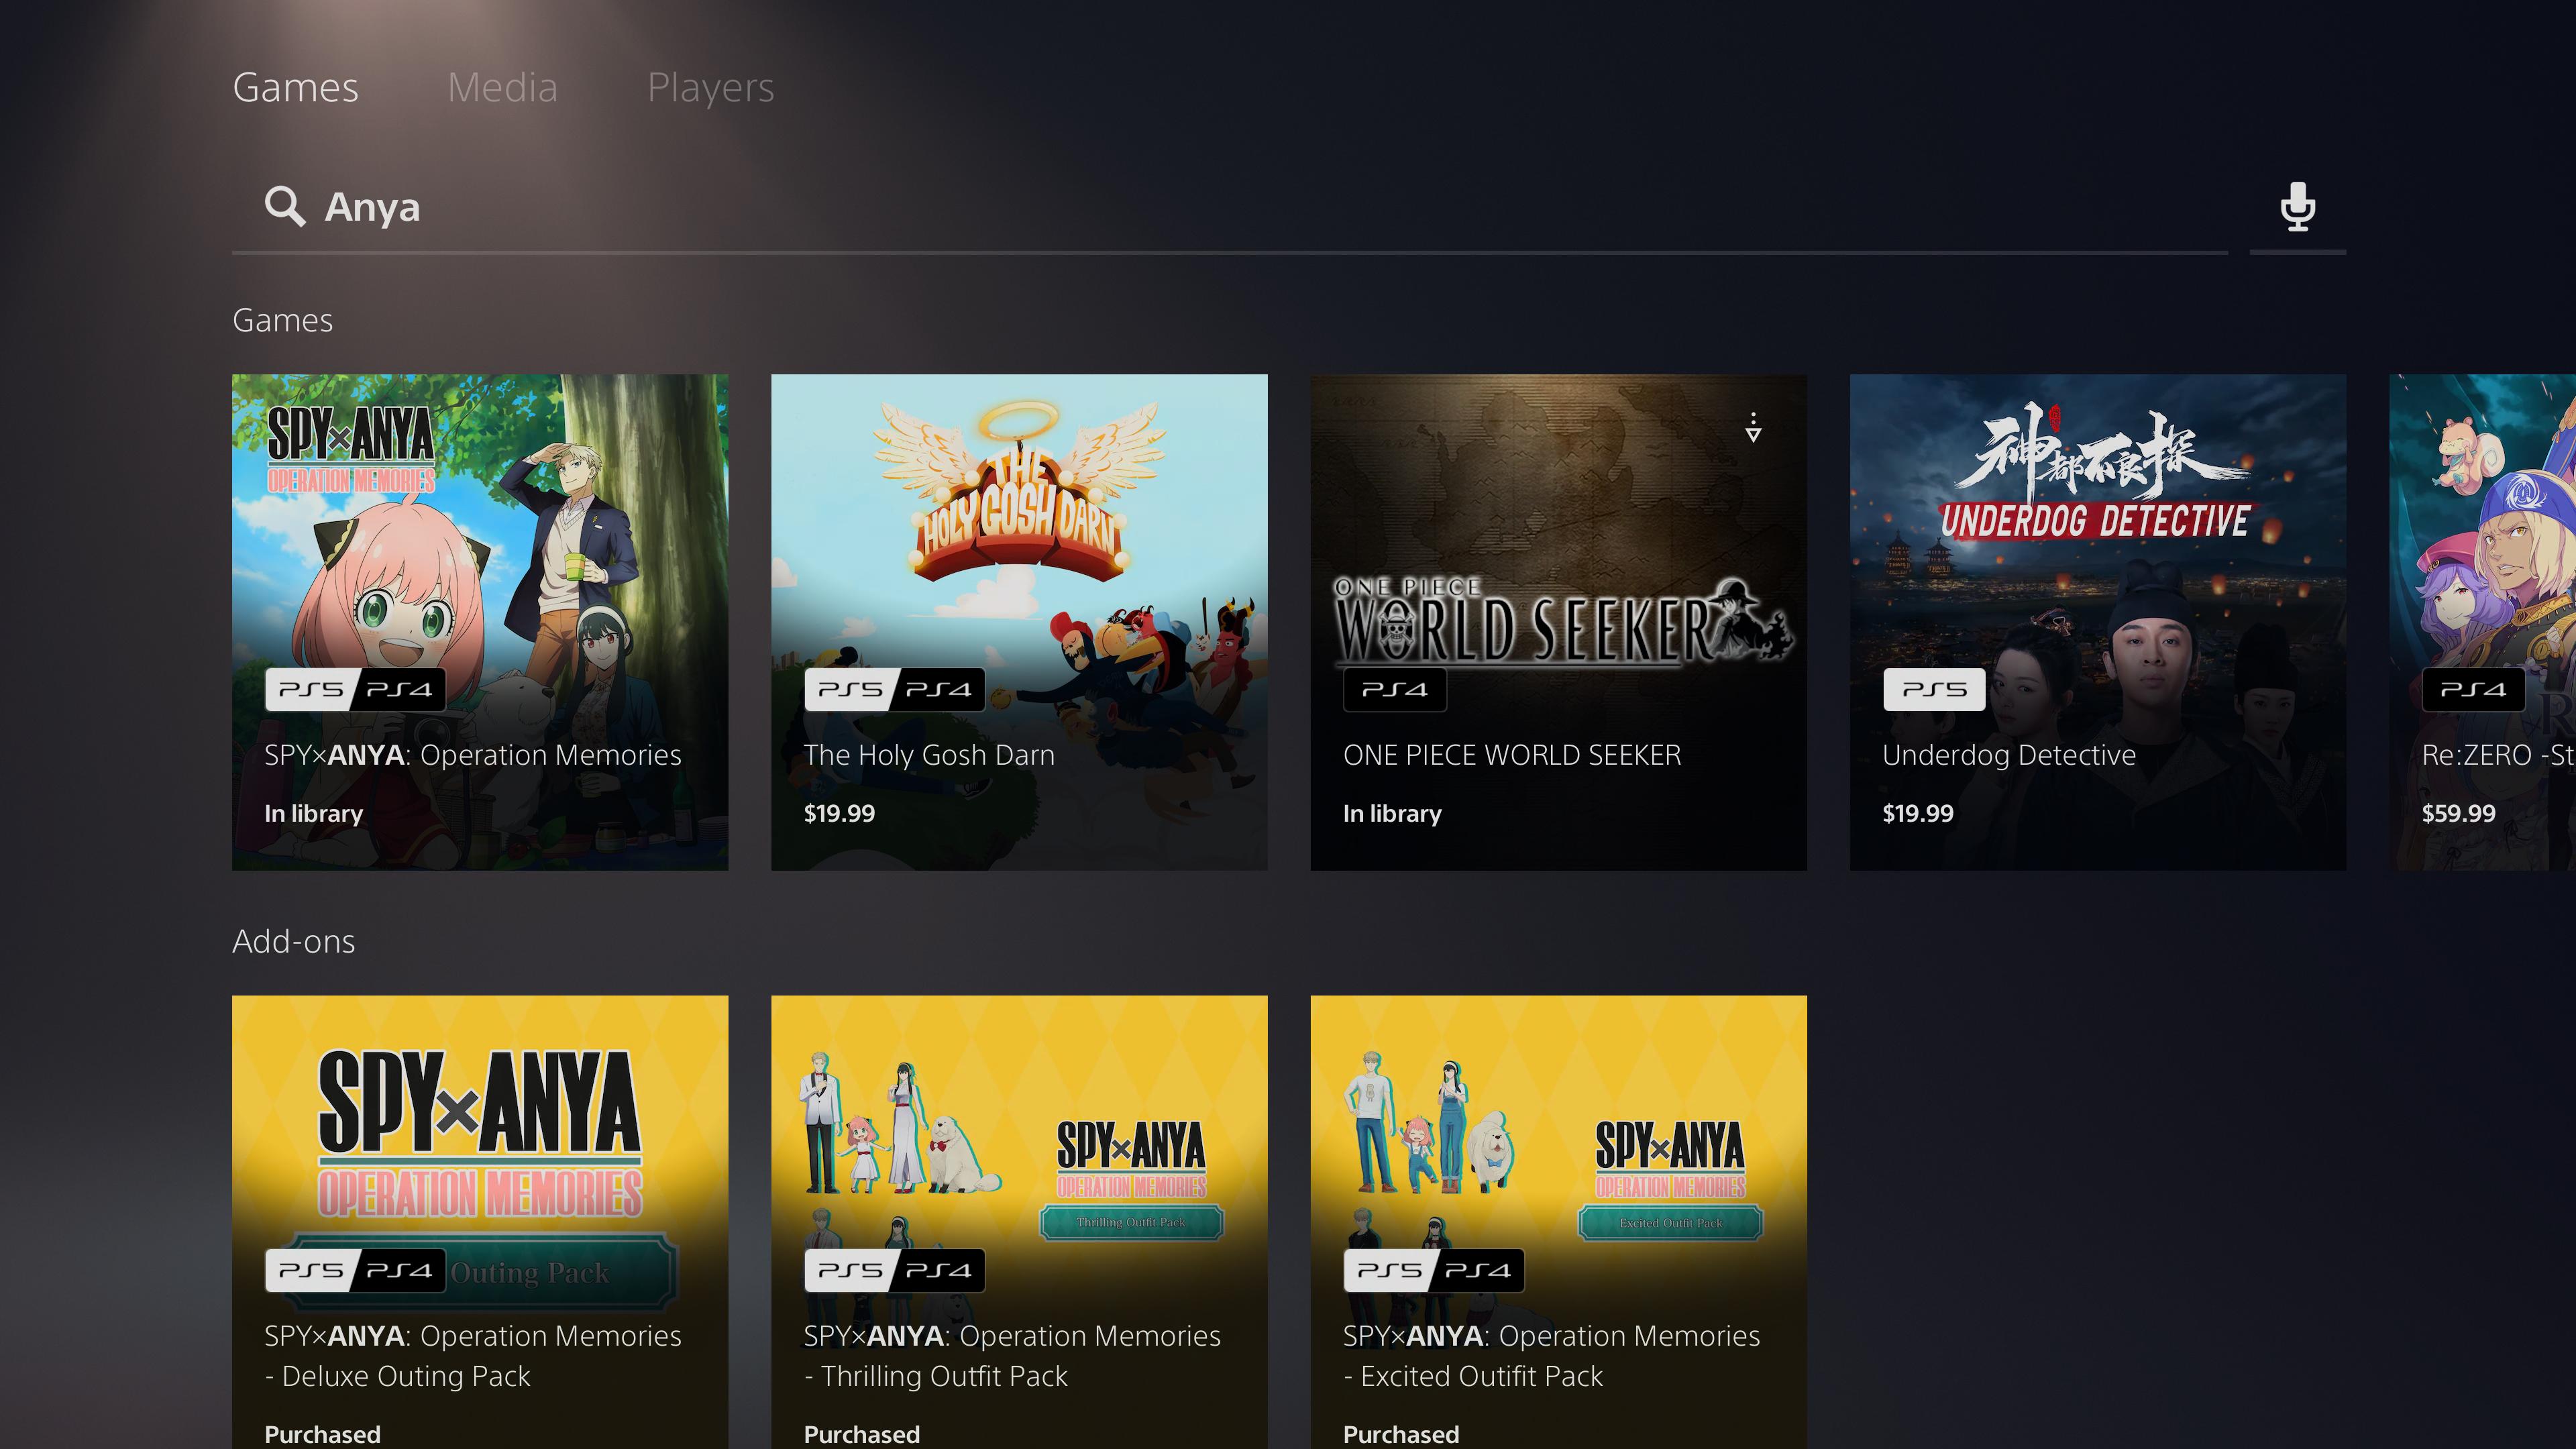 Games Media Players
Anya
Games
SPY×ANYA
OPERATION MEMORIES
PS5 PS4
SPY×ANYA: Operation Memories
In library
THE
HOLY GOSH DARN
PS5 PS4
The Holy Gosh Darn
$19.99
ONE PIECE
WORLD SEEKER
PS4
ONE PIECE WORLD SEEKER
In library
神都不良探
UNDERDOG DETECTIVE
PS5
Underdog Detective
$19.99
PS4
Re:ZERO -St
$59.99
Add-ons
SPY×ANYA
OPERATION MEMORIES
Outing Pack
PS5 PS4
SPY×ANYA: Operation Memories
- Deluxe Outing Pack
Purchased
SPY×ANYA
OPERATION MEMORIES
Thrilling Outfit Pack
PS5 PS4
SPY×ANYA: Operation Memories
- Thrilling Outfit Pack
Purchased
SPY×ANYA
OPERATION MEMORIES
Excited Outfit Pack
PS5 PS4
SPY×ANYA: Operation Memories
- Excited Outifit Pack
Purchased